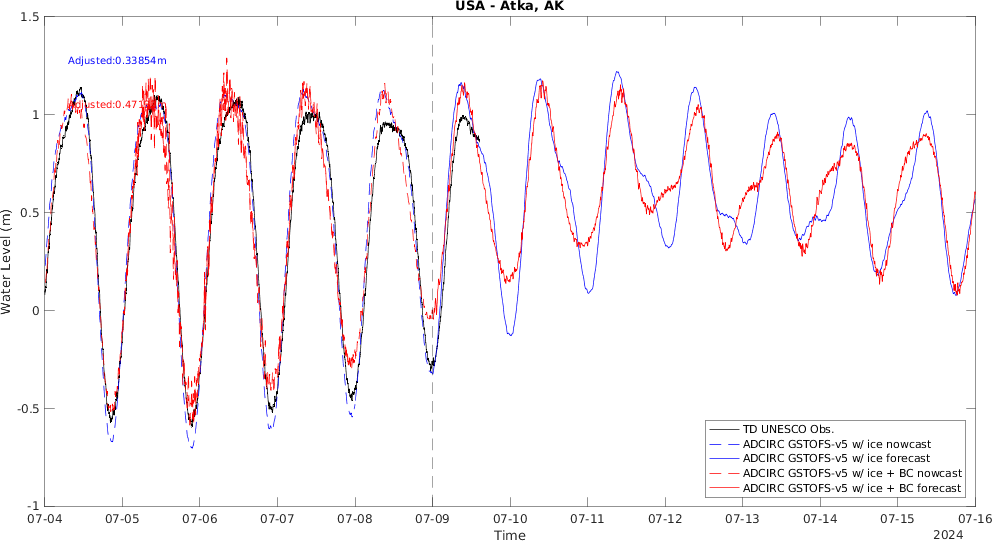 USA - Atka, AK
1.5
Adjusted:0.33854m
Adjusted:0.471
1
0.5
0
-0.5
-1
Water Level (m)
TD UNESCO Obs.
ADCIRC GSTOFS-v5 w/ ice nowcast
ADCIRC GSTOFS-v5 w/ ice forecast
ADCIRC GSTOFS-v5 w/ ice + BC nowcast
ADCIRC GSTOFS-v5 w/ ice + BC forecast
07-04 07-05 07-06 07-07 07-08 07-09 07-10 07-11 07-12 07-13 07-14 07-15 07-16
Time
2024